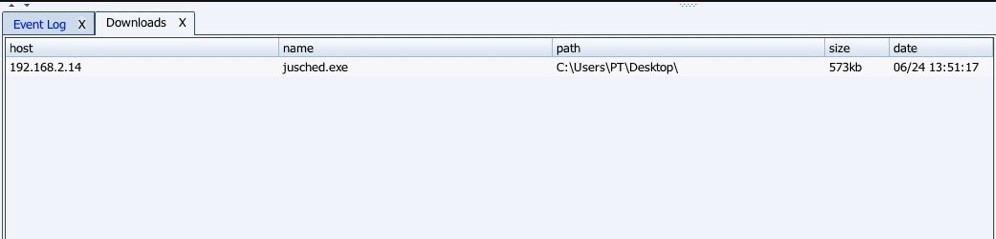 Event Log X Downloads X
host name path size date
192.168.2.14 jusched.exe C:\Users\PT\Desktop\ 573kb 06/24 13:51:17